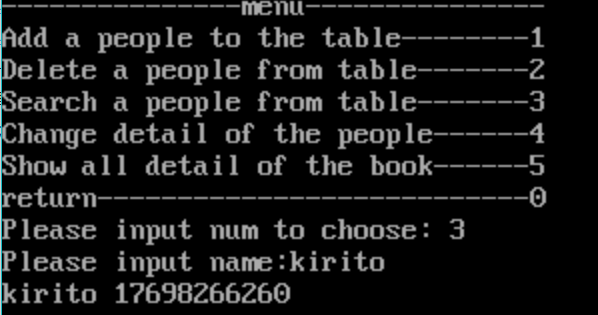 ---------------menu---------------
Add a people to the table--------1
Delete a people from table-------2
Search a people from table-------3
Change detail of the people------4
Show all detail of the book------5
return---------------------------0
Please input num to choose: 3
Please input name:kirito
kirito 17698266260